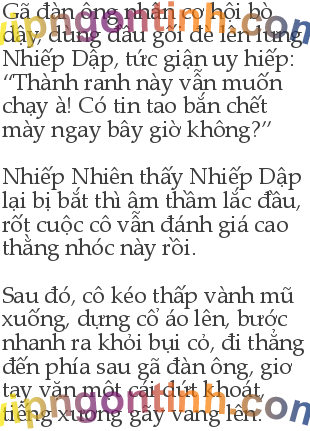 Gã đàn ông nhăn co hồi bò
dậy, dùng đầu gối đè lên lưng
Nhiếp Dập, tức giận uy hiếp:
“Thành ranh này vẫn muốn
chạy à! Có tin tao bắn chết
mày ngay bây giờ không?”
Nhiếp Nhiên thấy Nhiếp Dập
lại bị bắt thì âm thầm lắc đầu,
rốt cuộc cô vẫn đánh giá cao
thằng nhóc này rồi.
Sau đó, cô kéo thấp vành mũ
xuống, dựng cổ áo lên, bước
nhanh ra khỏi bụi cỏ, đi thẳng
đến phía sau gã đàn ông, giơ
tay vặn một cái dứt khoát,
tiếng xương gãy vang lên.